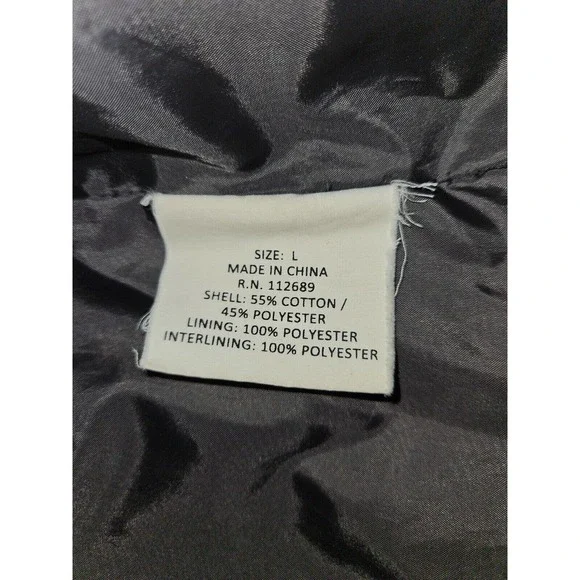 SIZE: L
MADE IN CHINA
R.N. 112689
SHELL: 55% COTTON /
45% POLYESTER
LINING: 100% POLYESTER
INTERLINING: 100% POLYESTER